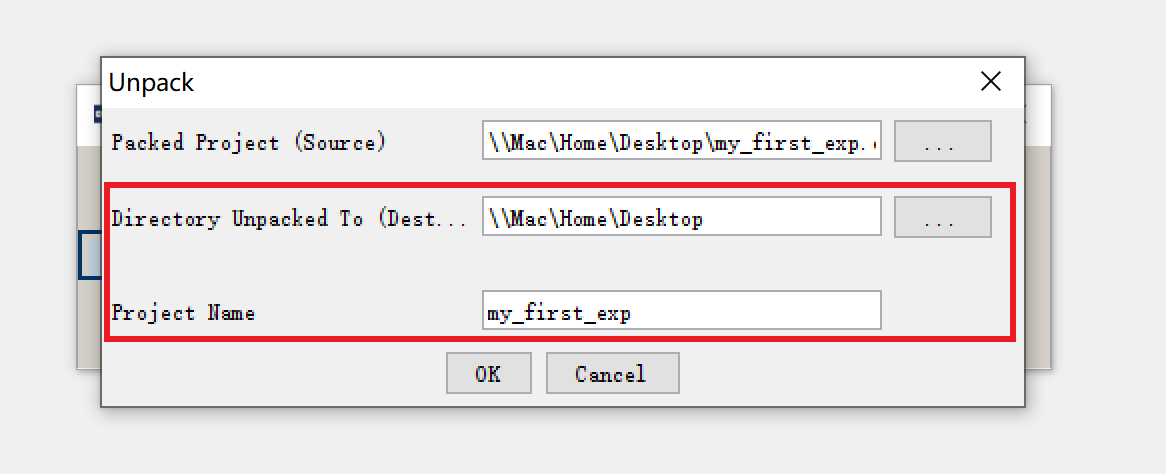 Unpack
Packed Project (Source)
\\Mac\Home\Desktop\my_first_exp.
...
Directory Unpacked To (Dest...
\\Mac\Home\Desktop
...
Project Name
my_first_exp
OK
Cancel